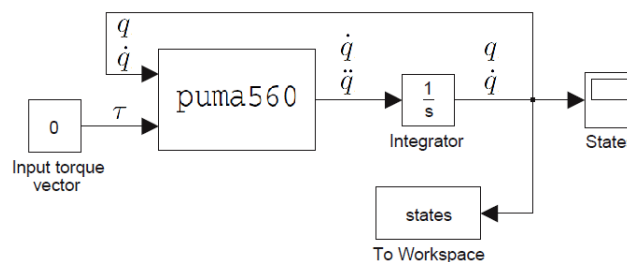 q
q̇
q̇
q̈
q
q̇
puma560
0
τ
1
s
Input torque
vector
Integrator
State
states
To Workspace